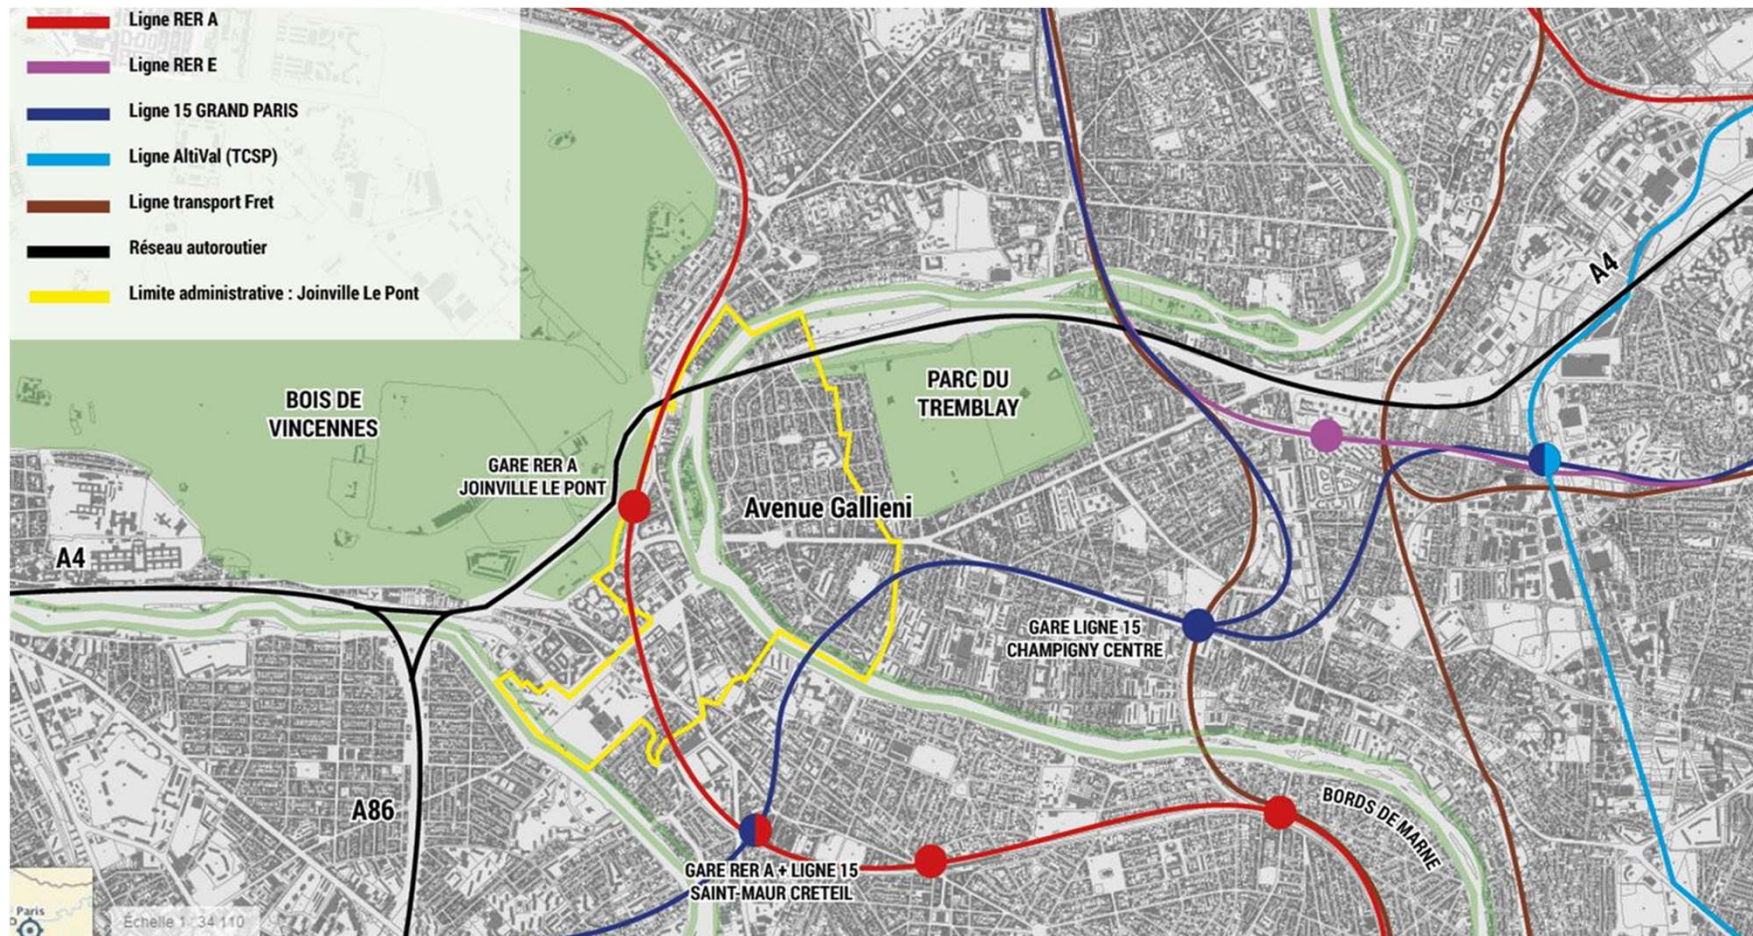 Ligne RER A
Ligne RER E
Ligne 15 GRAND PARIS
Ligne AltiVal (TCSP)
Ligne transport Fret
Réseau autoroutier
Limite administrative : Joinville Le Pont
A4
BOIS DE
VINCENNES
PARC DU
TREMBLAY
GARE RER A
JOINVILLE LE PONT
Avenue Gallieni
A4
GARE LIGNE 15
CHAMPIGNY CENTRE
A86
BORDS DE MARNE
GARE RER A + LIGNE 15
SAINT-MAUR CRETEIL
Paris
Échelle 1 : 34 110